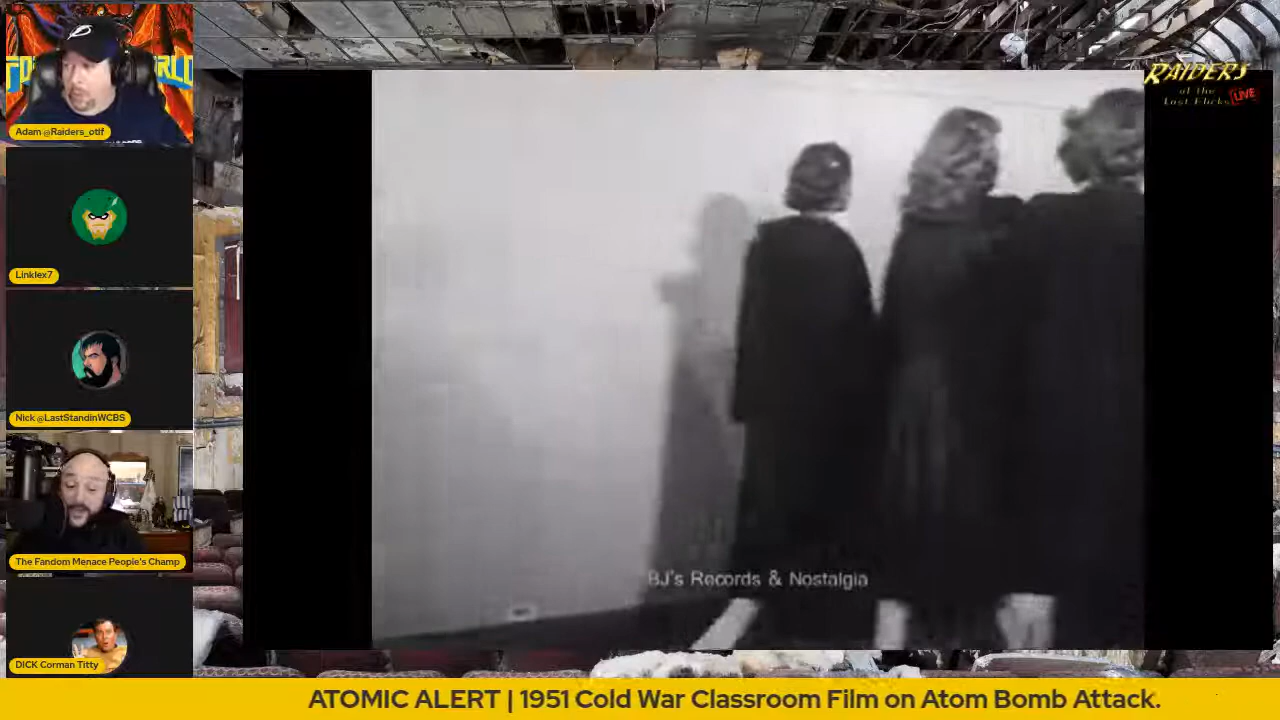 Adam @Raiders_otlf
Linklex7
Nick @LastStandinWCBS
The Fandom Menace People's Champ
DICK Corman Titty
RAIDERS
of the
Lost Flicks
LIVE
BJ's Records & Nostalgia
ATOMIC ALERT | 1951 Cold War Classroom Film on Atom Bomb Attack.